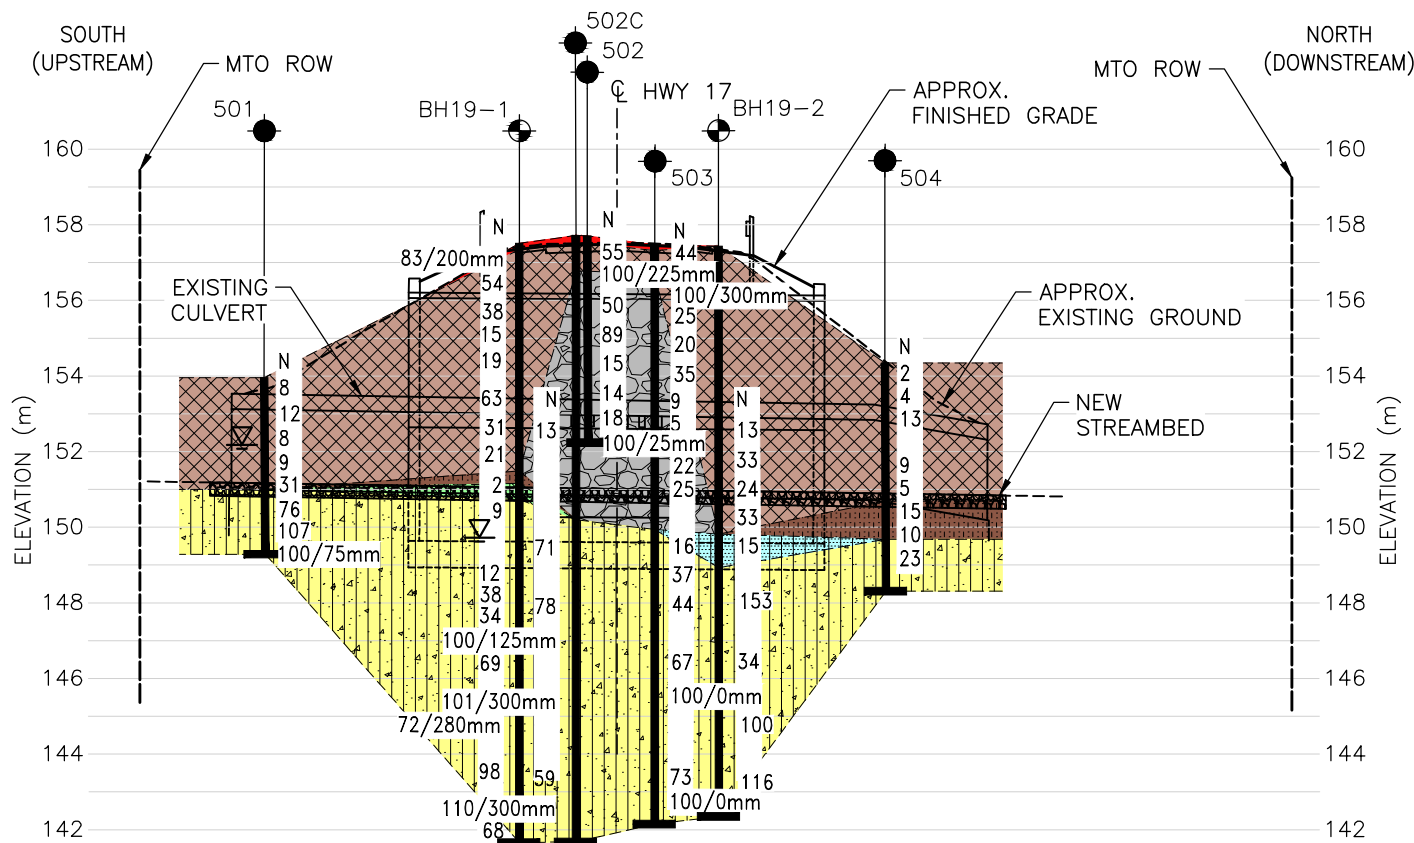 502C
502
SOUTH
(UPSTREAM)
NORTH
(DOWNSTREAM)
MTO ROW
MTO ROW
℄ HWY 17
APPROX.
FINISHED GRADE
501
BH19-1
BH19-2
503
504
160
158
156
154
152
150
148
146
144
142
ELEVATION (m)
160
158
156
154
152
150
148
146
144
142
ELEVATION (m)
EXISTING
CULVERT
APPROX.
EXISTING GROUND
NEW
STREAMBED
N
8
12
8
9
31
76
107
100/75mm
N
83/200mm
54
38
15
19
63
31
21
2
9
12
38
34
100/125mm
69
101/300mm
72/280mm
98
110/300mm
68
N
13
71
78
59
N
55
100/225mm
50
89
15
14
18
100/25mm
N
44
100/300mm
25
20
35
9
5
22
25
16
37
44
67
100/0mm
73
100/0mm
N
13
33
24
33
15
153
34
100
116
N
2
4
13
9
5
15
10
23